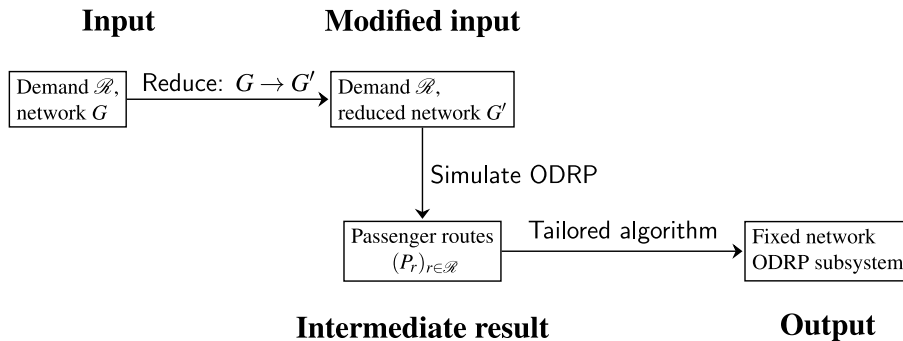 Input
Modified input
Demand ℛ,
network G
Reduce: G → G′
Demand ℛ,
reduced network G′
Simulate ODRP
Passenger routes
(P_r)_{r∈ℛ}
Tailored algorithm
Fixed network
ODRP subsystem
Intermediate result
Output